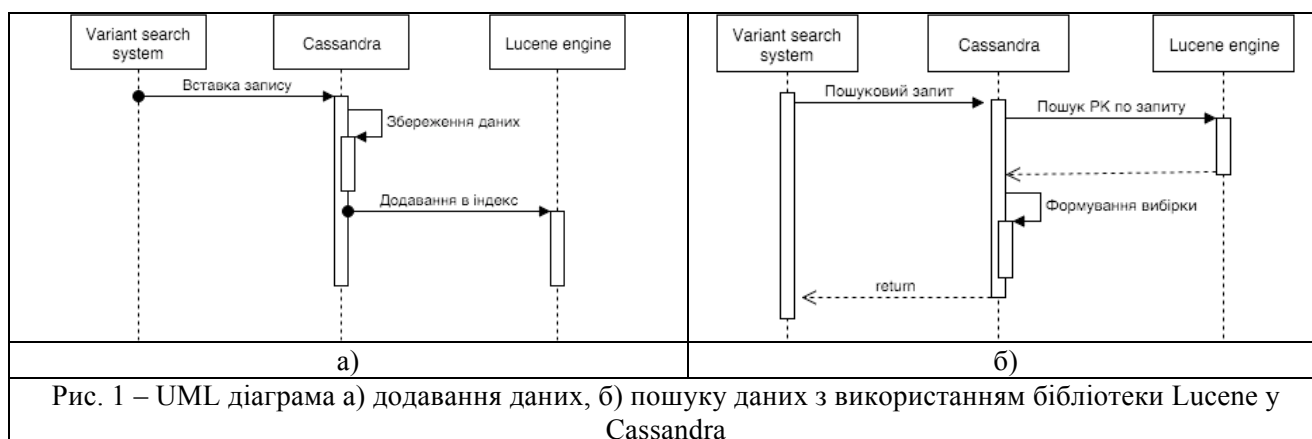 Variant search
system
Cassandra
Lucene engine
Вставка запису
Збереження даних
Додавання в індекс
а)
Variant search
system
Cassandra
Lucene engine
Пошуковий запит
Пошук PK по запиту
Формування вибірки
return
б)
Рис. 1 – UML діаграма а) додавання даних, б) пошуку даних з використанням бібліотеки Lucene у
Cassandra